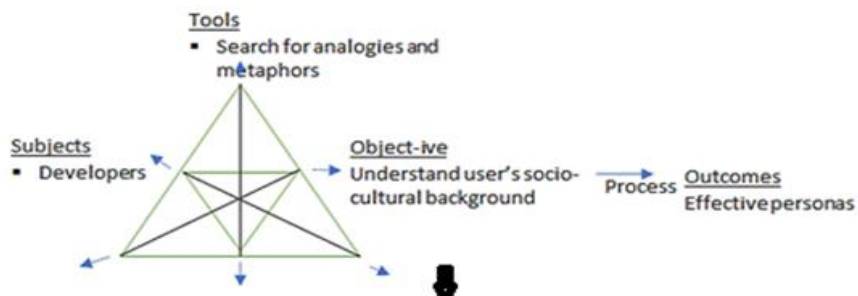 Tools
▪ Search for analogies and
metaphors
Subjects
▪ Developers
Object-ive
Understand user's socio-
cultural background
Process
Outcomes
Effective personas